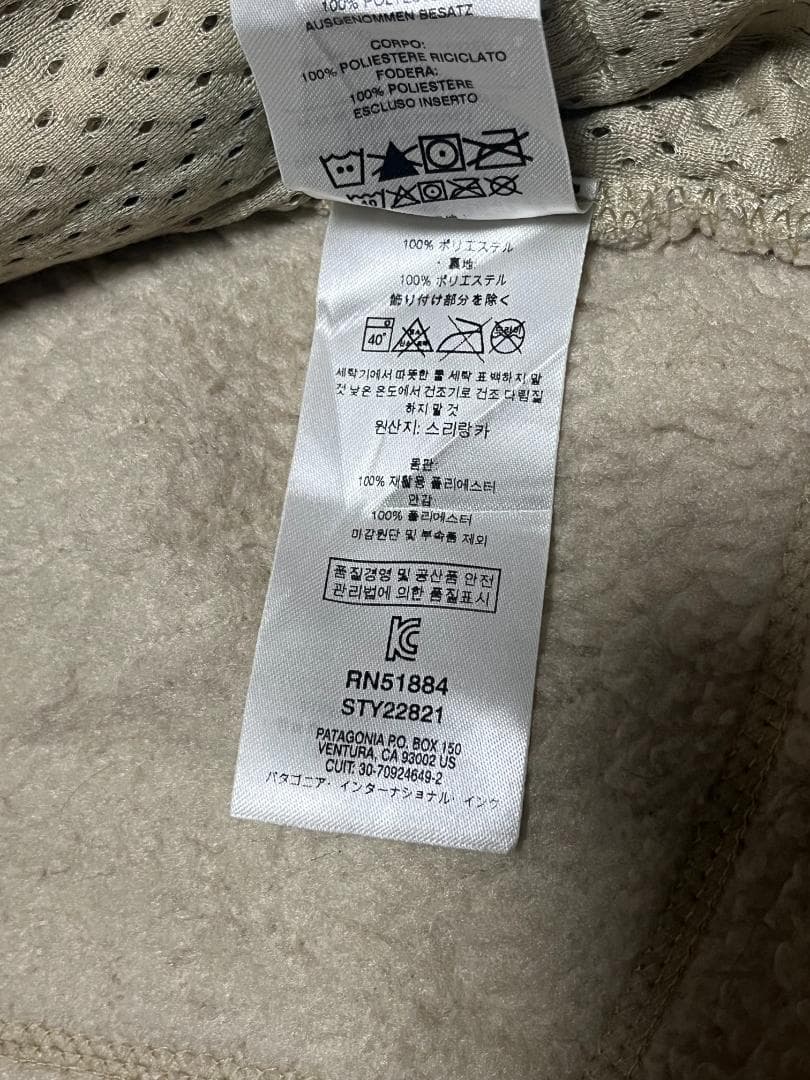 100%
AUSGENOMMEN BESATZ
CORPO:
100% POLIESTERE RICICLATO
FODERA:
100% POLIESTERE
ESCLUSO INSERTO
100% ポリエステル
・裏地:
100% ポリエステル
飾り付け部分を除く
40°
드라이
세탁기에서 따뜻한 물 세탁 표백하지 말
것 낮은 온도에서 건조기로 건조 다림질
하지 말 것
원산지: 스리랑카
몸판:
100% 재활용 폴리에스터
안감
100% 폴리에스터
마감원단 및 부속품 제외
품질경영 및 공산품 안전
관리법에 의한 품질표시
RN51884
STY22821
PATAGONIA P.O. BOX 150
VENTURA, CA 93002 US
CUIT: 30-70924649-2
パタゴニア・インターナショナル・インク